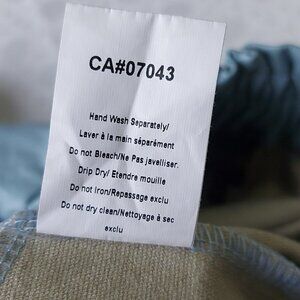 CA#07043
Hand Wash Separately/
Laver à la main séparément
Do not Bleach/Ne Pas javelliser.
Drip Dry/ Etendre mouille
Do not Iron/Repassage exclu
Do not dry clean/Nettoyage à sec
exclu